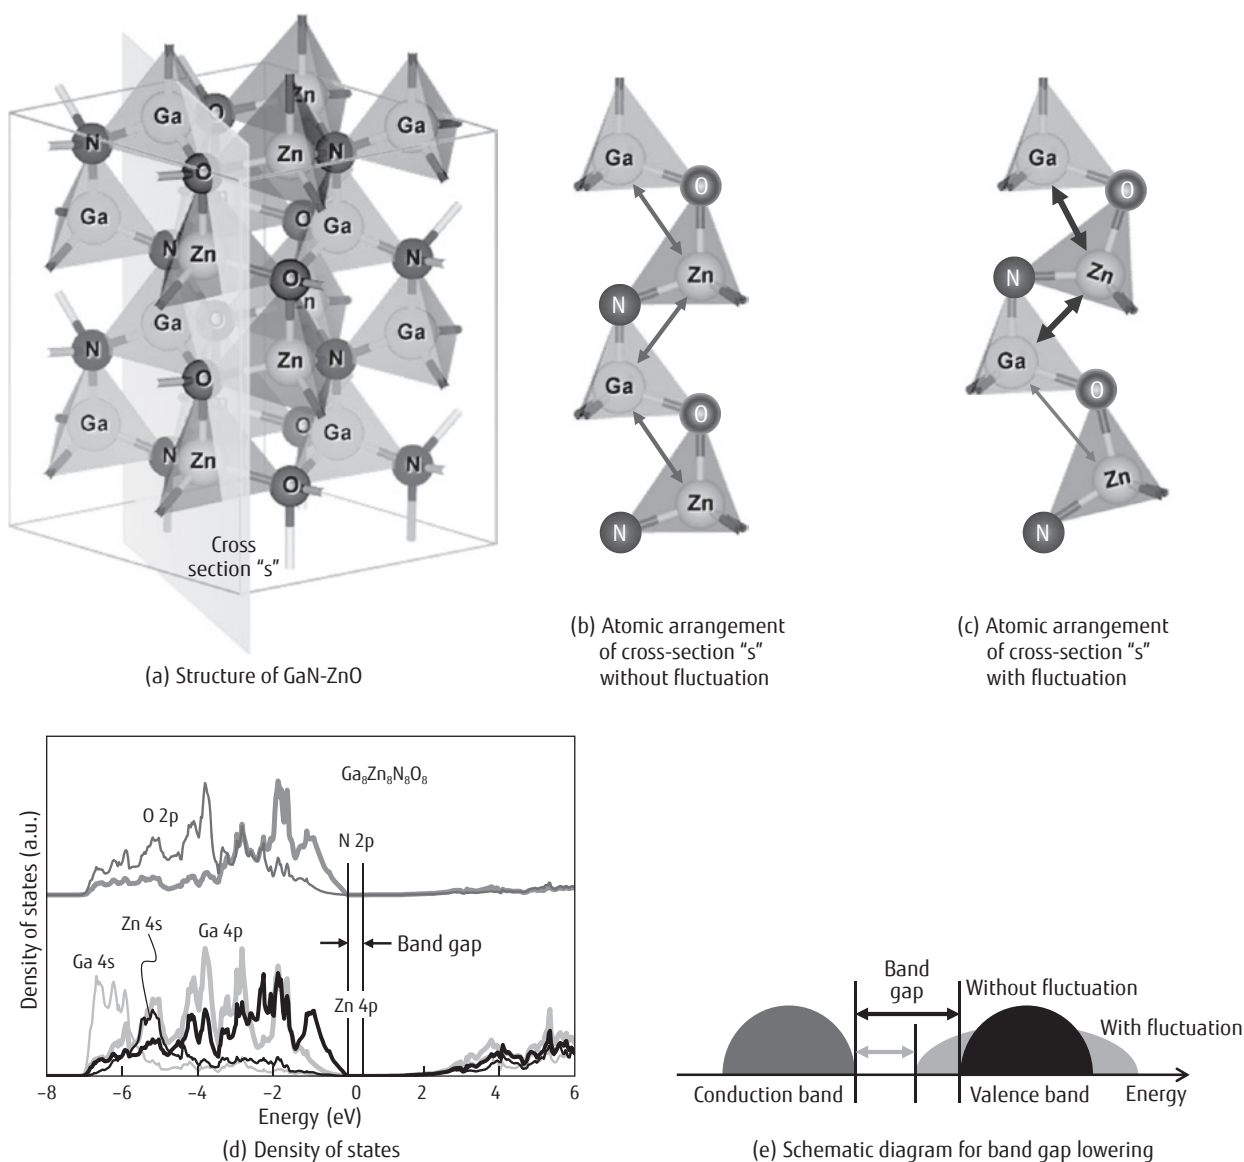 Ga
O
Zn
Ga
N
Zn
N
O
Ga
O
Ga
N
Zn
N
O
Zn
Ga
O
Ga
N
Zn
N
O
Ga
O
Ga
N
Zn
N
O
Cross
section “s”
(a) Structure of GaN-ZnO
Ga
O
Zn
N
Ga
O
Zn
N
(b) Atomic arrangement
of cross-section “s”
without fluctuation
Ga
O
Zn
N
Ga
O
Zn
N
(c) Atomic arrangement
of cross-section “s”
with fluctuation
Density of states (a.u.)
Ga8Zn8N8O8
O 2p
N 2p
Zn 4s
Ga 4p
Ga 4s
Band gap
Zn 4p
−8 −6 −4 −2 0 2 4 6
Energy (eV)
(d) Density of states
Band
gap
Without fluctuation
With fluctuation
Conduction band
Valence band
Energy
(e) Schematic diagram for band gap lowering